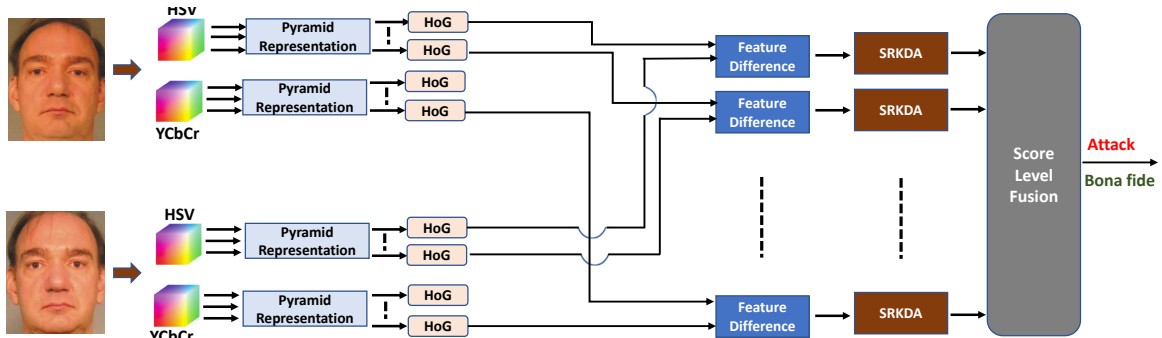 HSV
Pyramid
Representation
HoG
HoG
YCbCr
Pyramid
Representation
HoG
HoG
HSV
Pyramid
Representation
HoG
HoG
YCbCr
Pyramid
Representation
HoG
HoG
Feature
Difference
SRKDA
Feature
Difference
SRKDA
Feature
Difference
SRKDA
Score
Level
Fusion
Attack
Bona fide